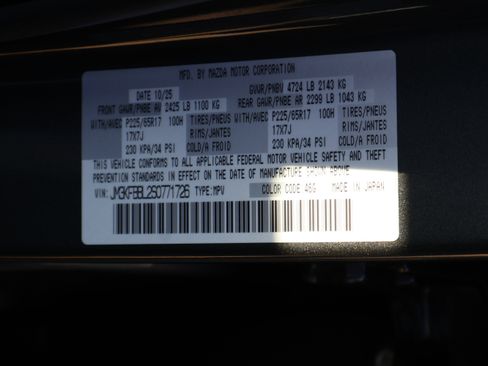 MFD. BY MAZDA MOTOR CORPORATION
DATE 10/25 GVWR/PNBV 4724 LB 2143 KG
FRONT GAWR/PNBE AV 2425 LB 1100 KG REAR GAWR/PNBE AR 2299 LB 1043 KG
WITH/AVEC P225/65R17 100H TIRES/PNEUS WITH/AVEC P225/65R17 100H TIRES/PNEUS
17X7J RIMS/JANTES 17X7J RIMS/JANTES
230 KPA/34 PSI COLD/A FROID 230 KPA/34 PSI COLD/A FROID
THIS VEHICLE CONFORMS TO ALL APPLICABLE FEDERAL MOTOR VEHICLE SAFETY AND THEFT
PREVENTION STANDARDS IN EFFECT ON THE DATE OF MANUFACTURE SHOWN ABOVE
VIN: JM3KFBBL2S0771726 TYPE:MPV COLOR CODE 46G MADE IN JAPAN